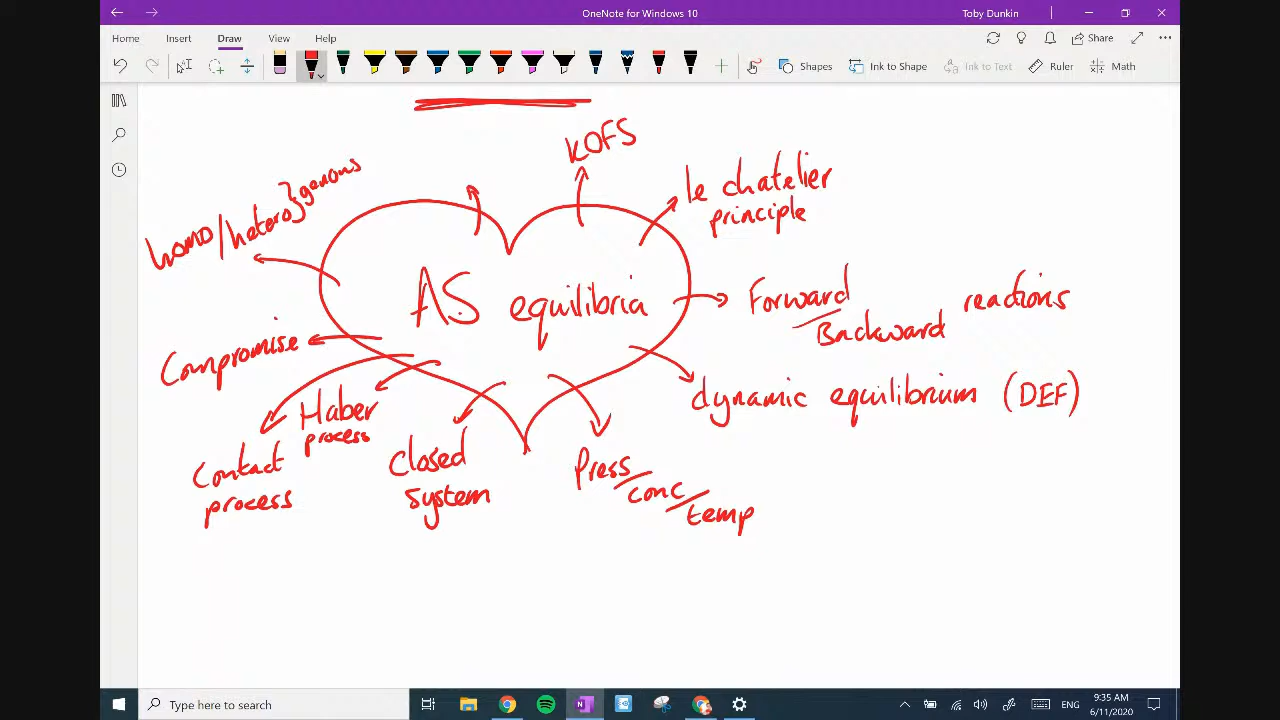 OneNote for Windows 10
Toby Dunkin
Home Insert Draw View Help
Share
Shapes
Ink to Shape
Ink to Text
Ruler
Math
KOFS
le chatelier
principle
homo/hetero}genous
AS equilibria
Forward/
Backward reactions
Compromise
dynamic equilibrium (DEF)
Haber
process
Contact
process
Closed
system
Press/
conc/
temp
Type here to search
ENG
9:35 AM
6/11/2020